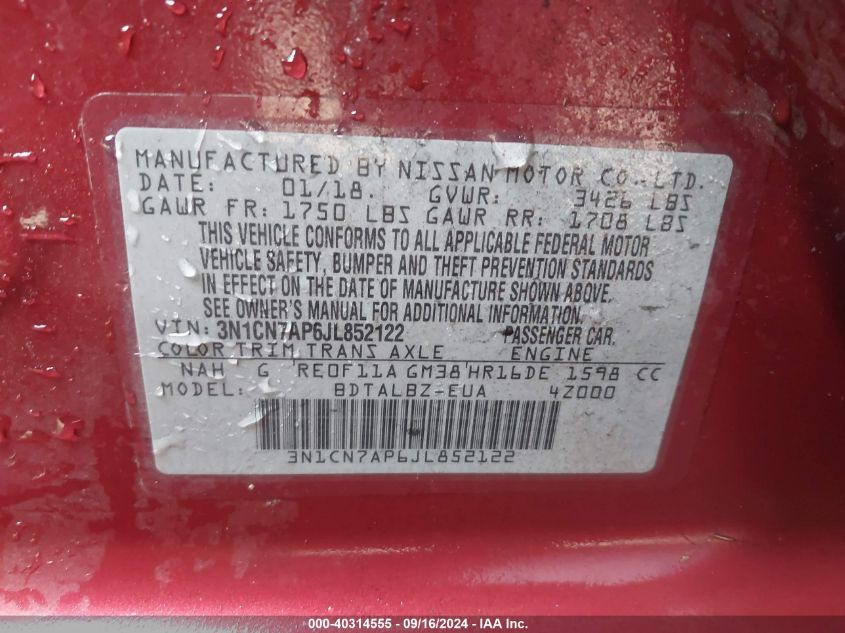 MANUFACTURED BY NISSAN MOTOR CO., LTD.
DATE: 01/18. GVWR: 3426 LBS
GAWR FR: 1750 LBS GAWR RR: 1708 LBS
THIS VEHICLE CONFORMS TO ALL APPLICABLE FEDERAL MOTOR
VEHICLE SAFETY, BUMPER AND THEFT PREVENTION STANDARDS
IN EFFECT ON THE DATE OF MANUFACTURE SHOWN ABOVE.
SEE OWNER'S MANUAL FOR ADDITIONAL INFORMATION.
VIN: 3N1CN7AP6JL852122 PASSENGER CAR.
COLOR TRIM TRANS AXLE ENGINE
NAH G RE0F11A GM38 HR16DE 1598 CC
MODEL: BDTALBZ-EUA 4Z000
3N1CN7AP6JL852122
000-40314555 - 09/16/2024 - IAA Inc.